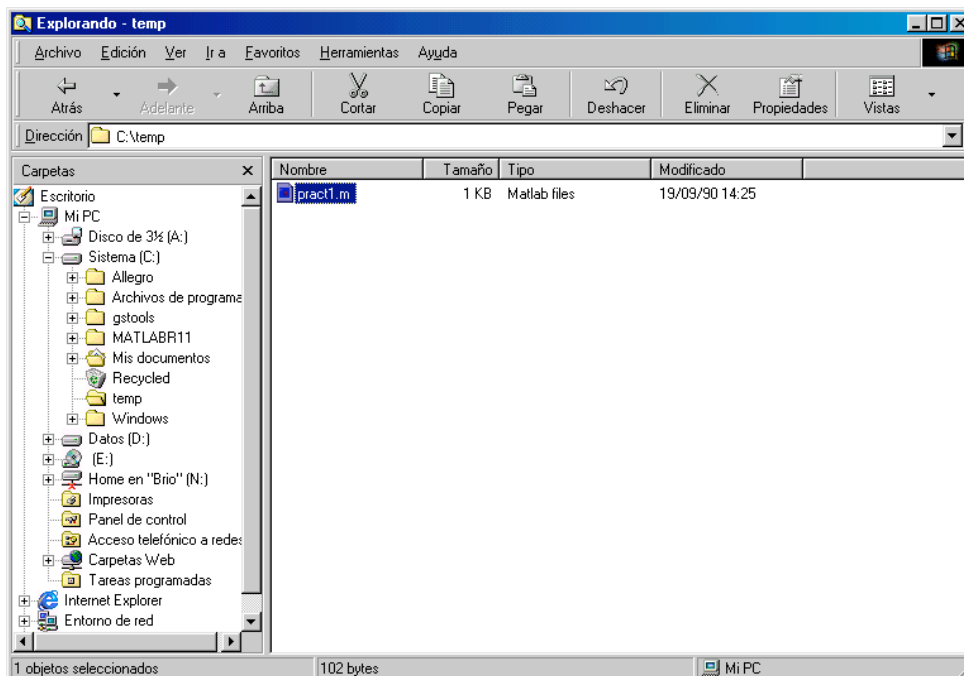 Explorando - temp
Archivo Edición Ver Ir a Favoritos Herramientas Ayuda
Atrás Adelante Arriba Cortar Copiar Pegar Deshacer Eliminar Propiedades Vistas
Dirección C:\temp
Carpetas
Nombre Tamaño Tipo Modificado
Escritorio
pract1.m 1 KB Matlab files 19/09/90 14:25
Mi PC
Disco de 3½ (A:)
Sistema (C:)
Allegro
Archivos de programa
gstools
MATLABR11
Mis documentos
Recycled
temp
Windows
Datos (D:)
(E:)
Home en "Brio" (N:)
Impresoras
Panel de control
Acceso telefónico a redes
Carpetas Web
Tareas programadas
Internet Explorer
Entorno de red
1 objetos seleccionados 102 bytes Mi PC